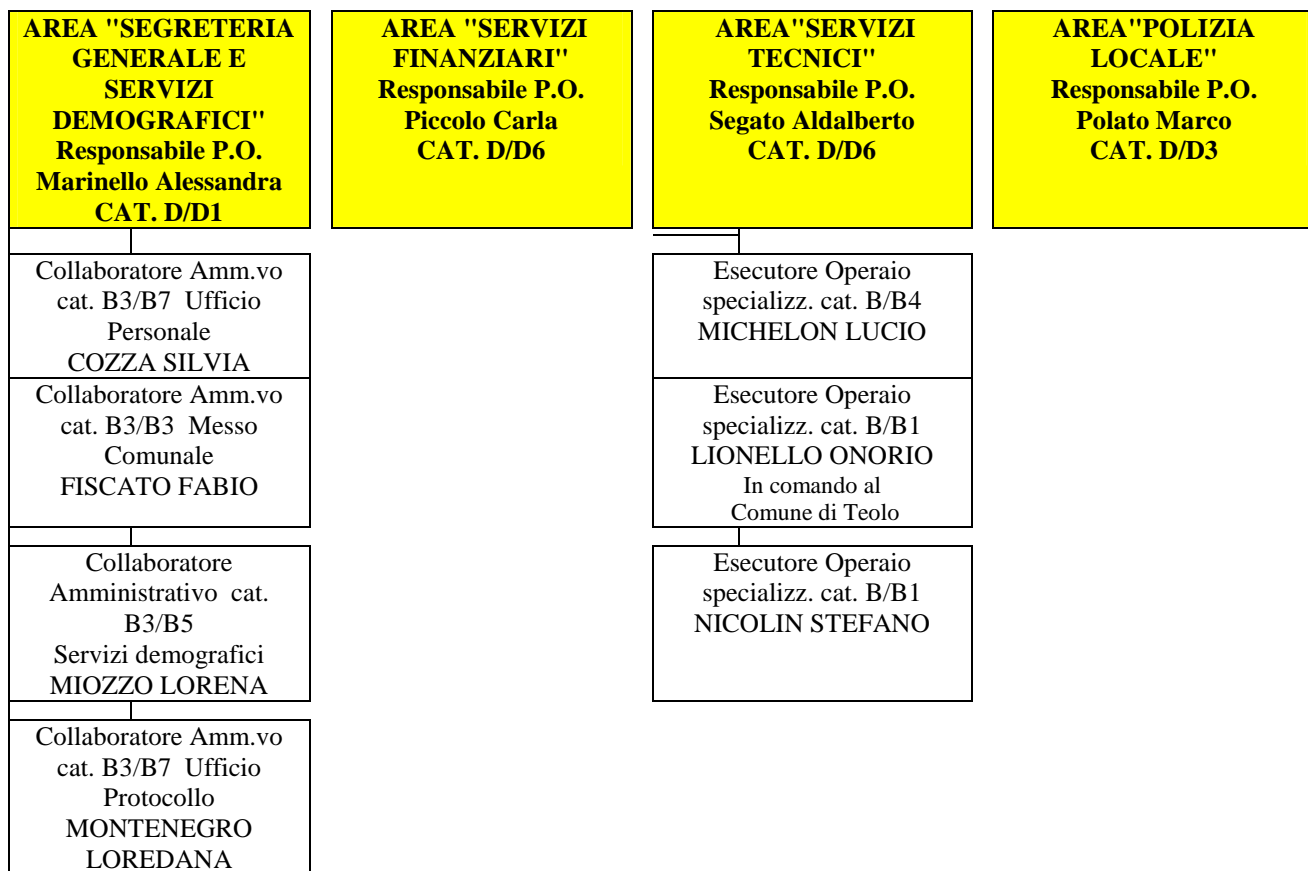 AREA "SEGRETERIA
GENERALE E
SERVIZI
DEMOGRAFICI"
Responsabile P.O.
Marinello Alessandra
CAT. D/D1
AREA "SERVIZI
FINANZIARI"
Responsabile P.O.
Piccolo Carla
CAT. D/D6
AREA"SERVIZI
TECNICI"
Responsabile P.O.
Segato Aldalberto
CAT. D/D6
AREA"POLIZIA
LOCALE"
Responsabile P.O.
Polato Marco
CAT. D/D3
Collaboratore Amm.vo
cat. B3/B7 Ufficio
Personale
COZZA SILVIA
Collaboratore Amm.vo
cat. B3/B3 Messo
Comunale
FISCATO FABIO
Collaboratore
Amministrativo cat.
B3/B5
Servizi demografici
MIOZZO LORENA
Collaboratore Amm.vo
cat. B3/B7 Ufficio
Protocollo
MONTENEGRO
LOREDANA
Esecutore Operaio
specializz. cat. B/B4
MICHELON LUCIO
Esecutore Operaio
specializz. cat. B/B1
LIONELLO ONORIO
In comando al
Comune di Teolo
Esecutore Operaio
specializz. cat. B/B1
NICOLIN STEFANO